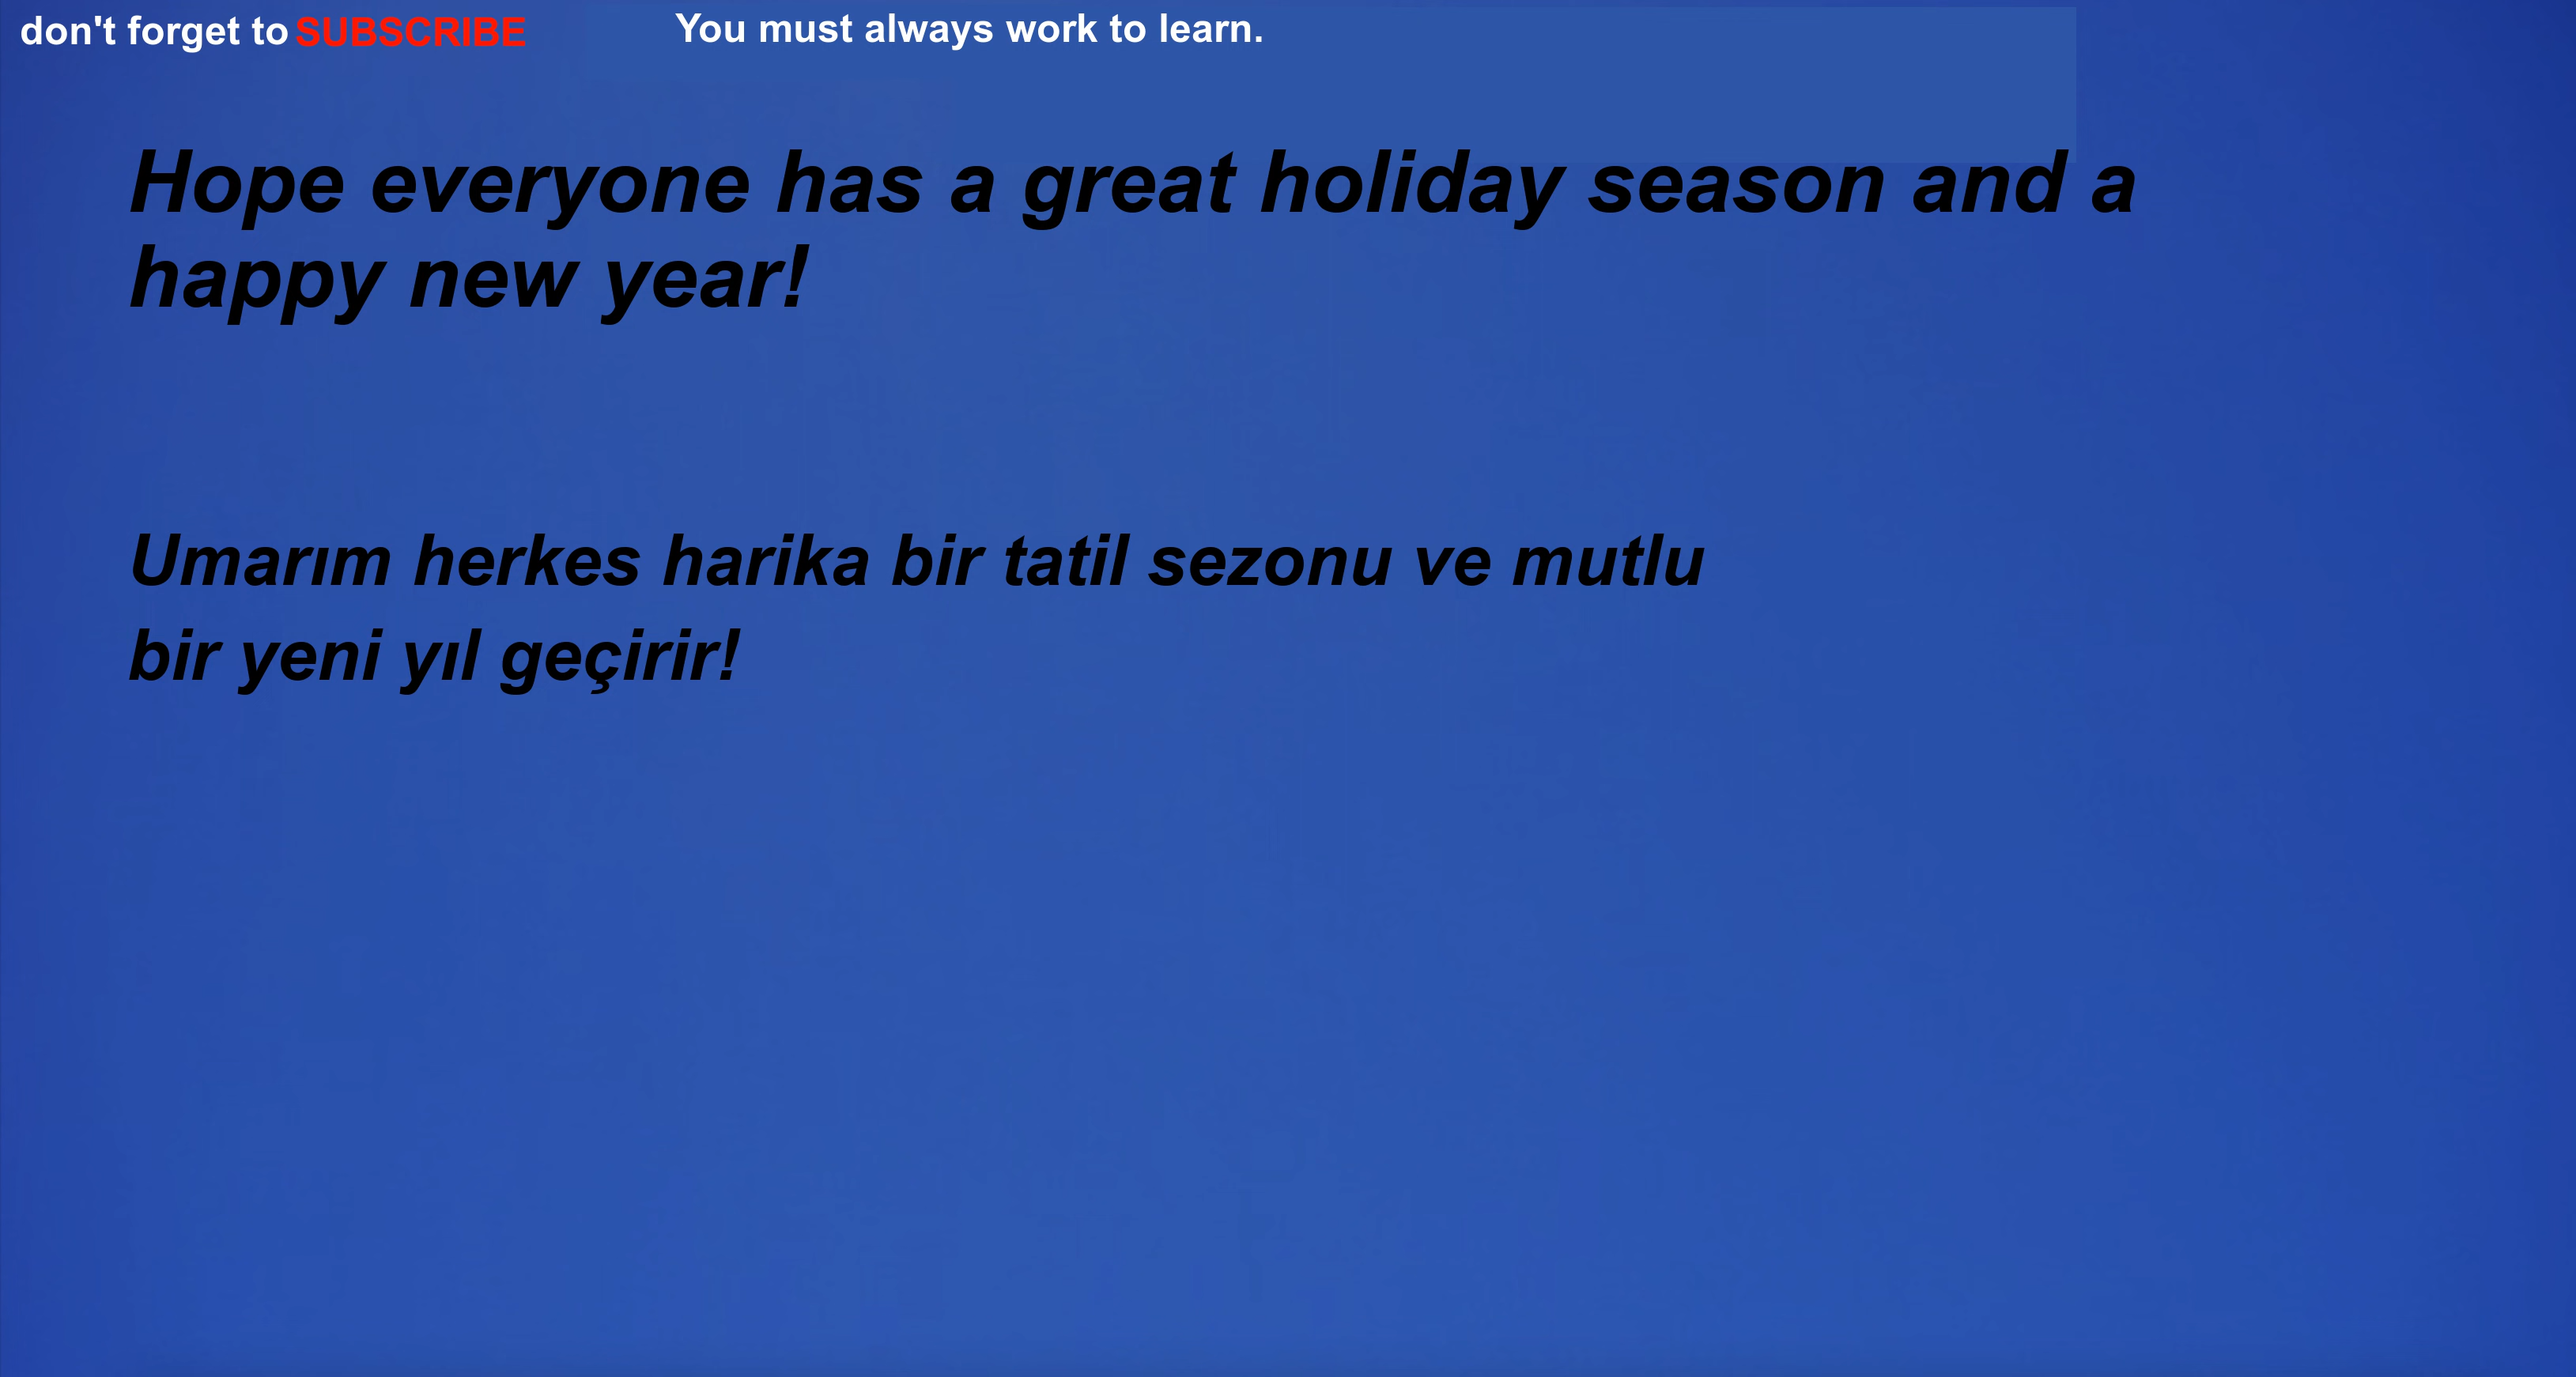 don't forget to SUBSCRIBE
You must always work to learn.
Hope everyone has a great holiday season and a
happy new year!
Umarım herkes harika bir tatil sezonu ve mutlu
bir yeni yıl geçirir!